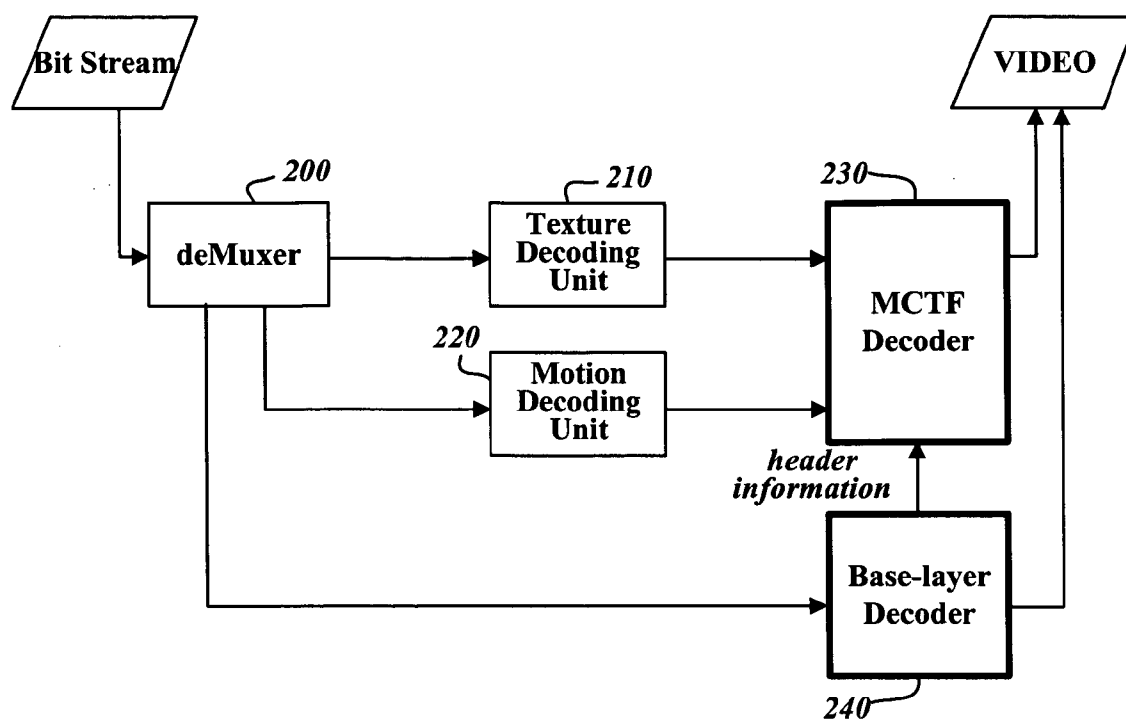 Bit Stream
VIDEO
200
deMuxer
210
Texture
Decoding
Unit
230
MCTF
Decoder
220
Motion
Decoding
Unit
header
information
Base-layer
Decoder
240